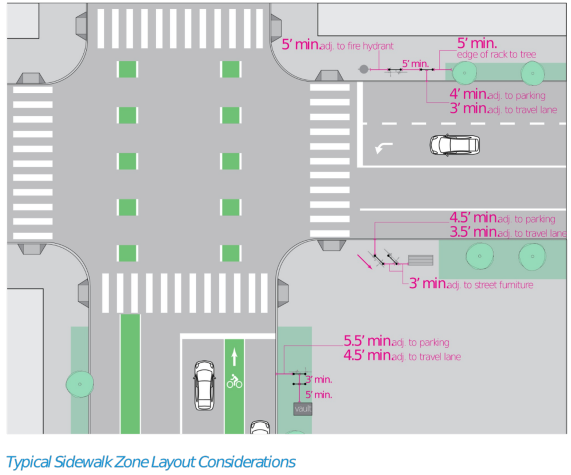 5' min.adj. to fire hydrant
5' min.
edge of rack to tree
5' min.
4' min.adj. to parking
3' min.adj. to travel lane
4.5' min.adj. to parking
3.5' min.adj. to travel lane
3' min.adj. to street furniture
5.5' min.adj. to parking
4.5' min.adj. to travel lane
3' min.
5' min.
vault
Typical Sidewalk Zone Layout Considerations